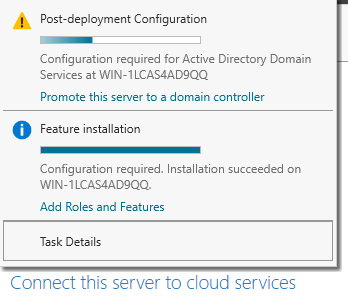 Post-deployment Configuration
Configuration required for Active Directory Domain
Services at WIN-1LCAS4AD9QQ
Promote this server to a domain controller
Feature installation
Configuration required. Installation succeeded on
WIN-1LCAS4AD9QQ.
Add Roles and Features
Task Details
Connect this server to cloud services